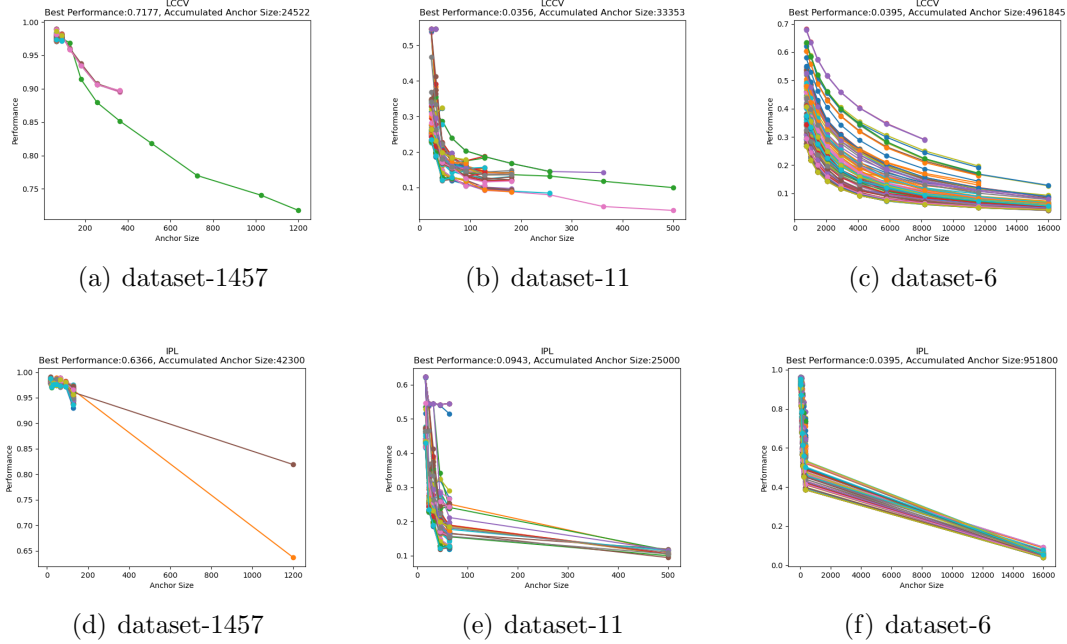 LCCV
Best Performance:0.7177, Accumulated Anchor Size:24522
1.00
0.95
0.90
0.85
0.80
0.75
Performance
0
200
400
600
800
1000
1200
Anchor Size
(a) dataset-1457
LCCV
Best Performance:0.0356, Accumulated Anchor Size:33353
0.5
0.4
0.3
0.2
0.1
Performance
0
100
200
300
400
500
Anchor Size
(b) dataset-11
LCCV
Best Performance:0.0395, Accumulated Anchor Size:4961845
0.7
0.6
0.5
0.4
0.3
0.2
0.1
Performance
0
2000
4000
6000
8000
10000
12000
14000
16000
Anchor Size
(c) dataset-6
IPL
Best Performance:0.6366, Accumulated Anchor Size:42300
1.00
0.95
0.90
0.85
0.80
0.75
0.70
0.65
Performance
0
200
400
600
800
1000
1200
Anchor Size
(d) dataset-1457
IPL
Best Performance:0.0943, Accumulated Anchor Size:25000
0.6
0.5
0.4
0.3
0.2
0.1
Performance
0
100
200
300
400
500
Anchor Size
(e) dataset-11
IPL
Best Performance:0.0395, Accumulated Anchor Size:951800
1.0
0.8
0.6
0.4
0.2
0.0
Performance
0
2000
4000
6000
8000
10000
12000
14000
16000
Anchor Size
(f) dataset-6